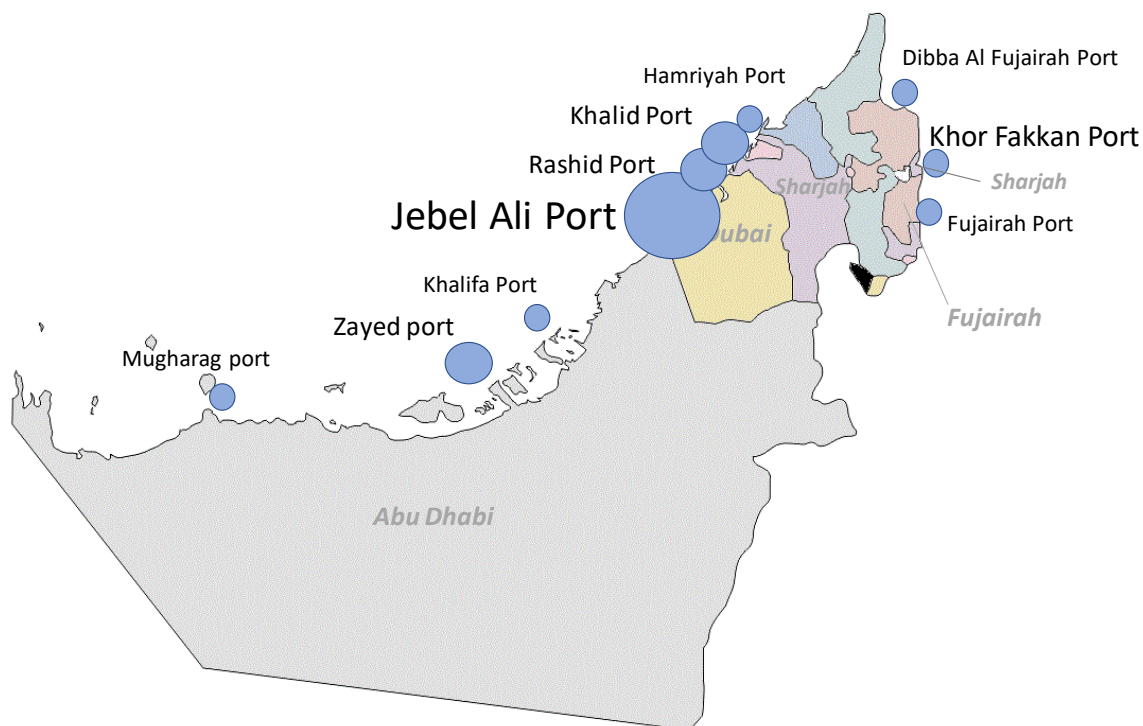 Dibba Al Fujairah Port
Hamriyah Port
Khalid Port
Khor Fakkan Port
Rashid Port
Sharjah
Sharjah
Jebel Ali Port
Dubai
Fujairah Port
Khalifa Port
Fujairah
Zayed port
Mugharag port
Abu Dhabi